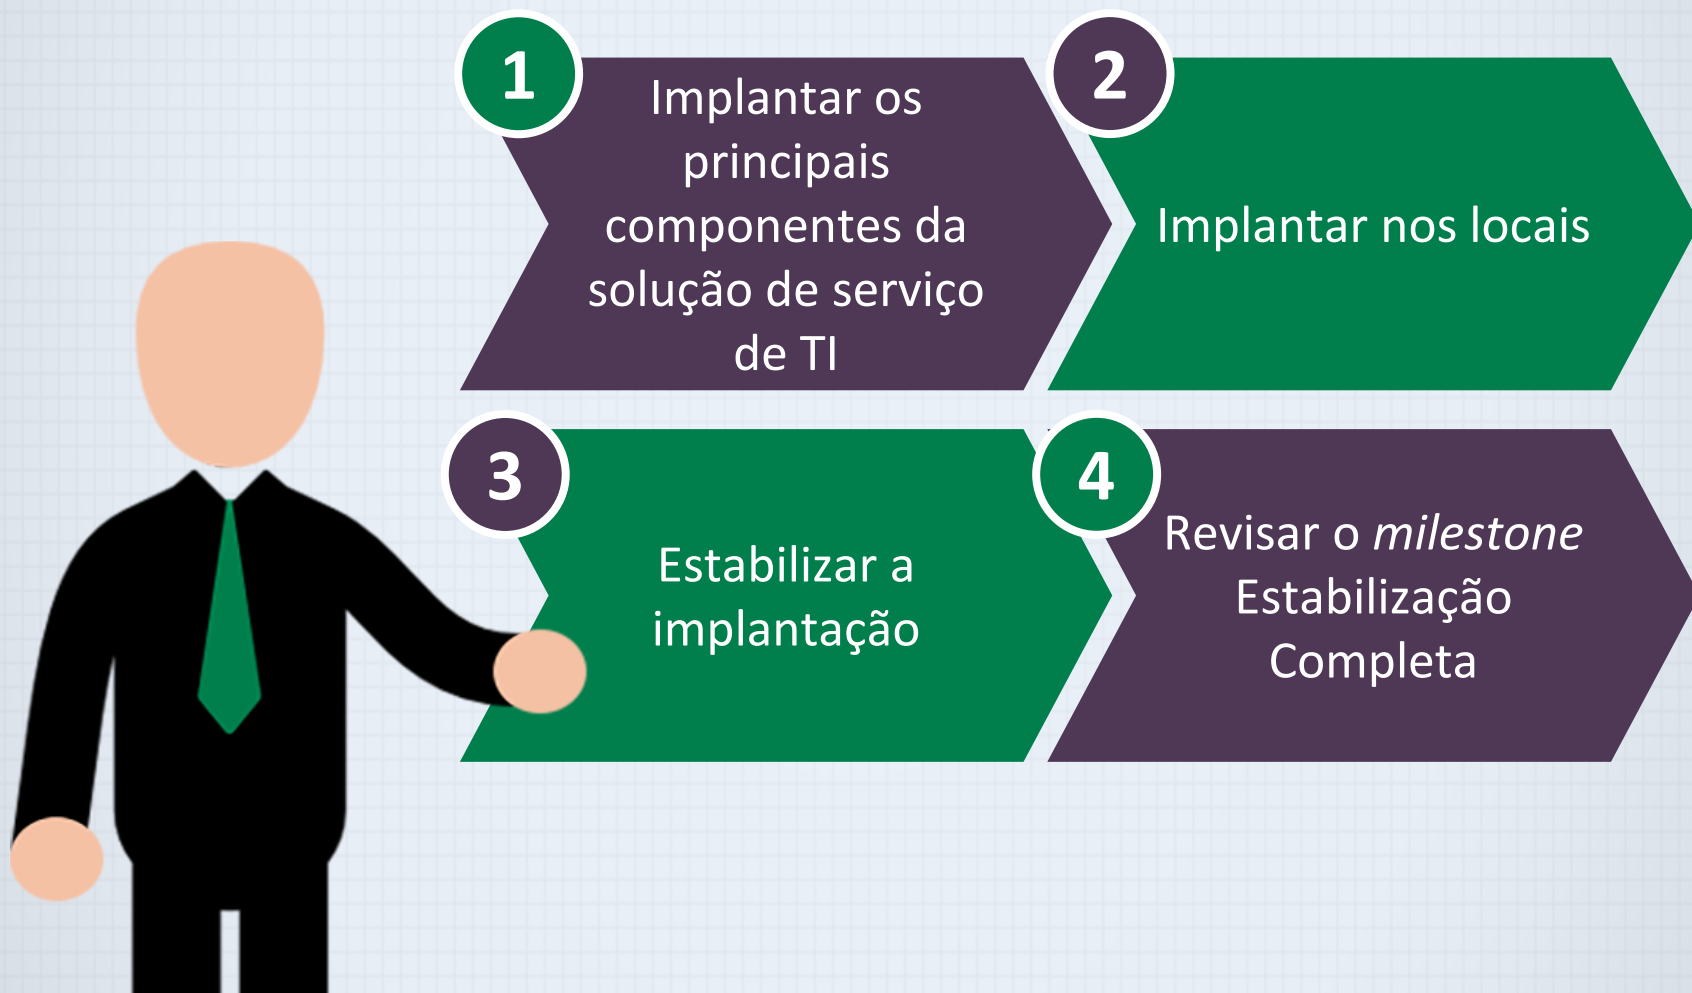 1
Implantar os
principais
componentes da
solução de serviço
de TI
2
Implantar nos locais
3
Estabilizar a
implantação
4
Revisar o milestone
Estabilização
Completa